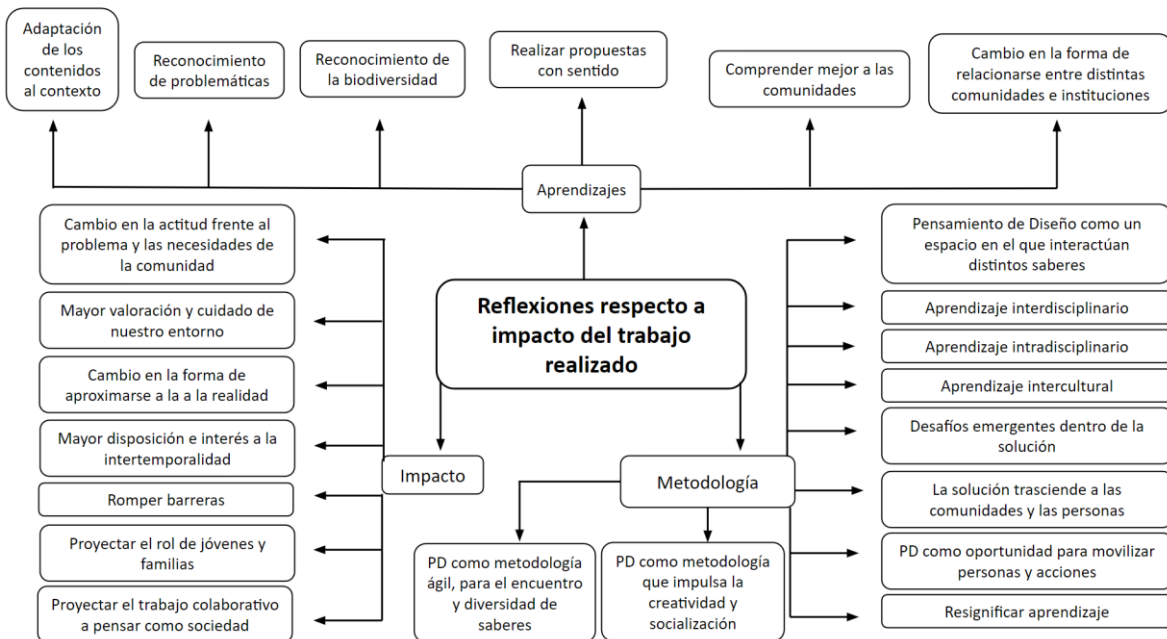 Adaptación
de los
contenidos
al contexto
Reconocimiento
de problemáticas
Reconocimiento de
la biodiversidad
Realizar propuestas
con sentido
Comprender mejor a las
comunidades
Cambio en la forma de
relacionarse entre distintas
comunidades e instituciones
Aprendizajes
Reflexiones respecto a
impacto del trabajo
realizado
Cambio en la actitud frente al
problema y las necesidades de
la comunidad
Mayor valoración y cuidado de
nuestro entorno
Cambio en la forma de
aproximarse a la a la realidad
Mayor disposición e interés a la
intertemporalidad
Romper barreras
Proyectar el rol de jóvenes y
familias
Proyectar el trabajo colaborativo
a pensar como sociedad
Impacto
Metodología
PD como metodología
ágil, para el encuentro
y diversidad de
saberes
PD como metodología
que impulsa la
creatividad y
socialización
Pensamiento de Diseño como un
espacio en el que interactúan
distintos saberes
Aprendizaje interdisciplinario
Aprendizaje intradisciplinario
Aprendizaje intercultural
Desafíos emergentes dentro de la
solución
La solución trasciende a las
comunidades y las personas
PD como oportunidad para movilizar
personas y acciones
Resignificar aprendizaje